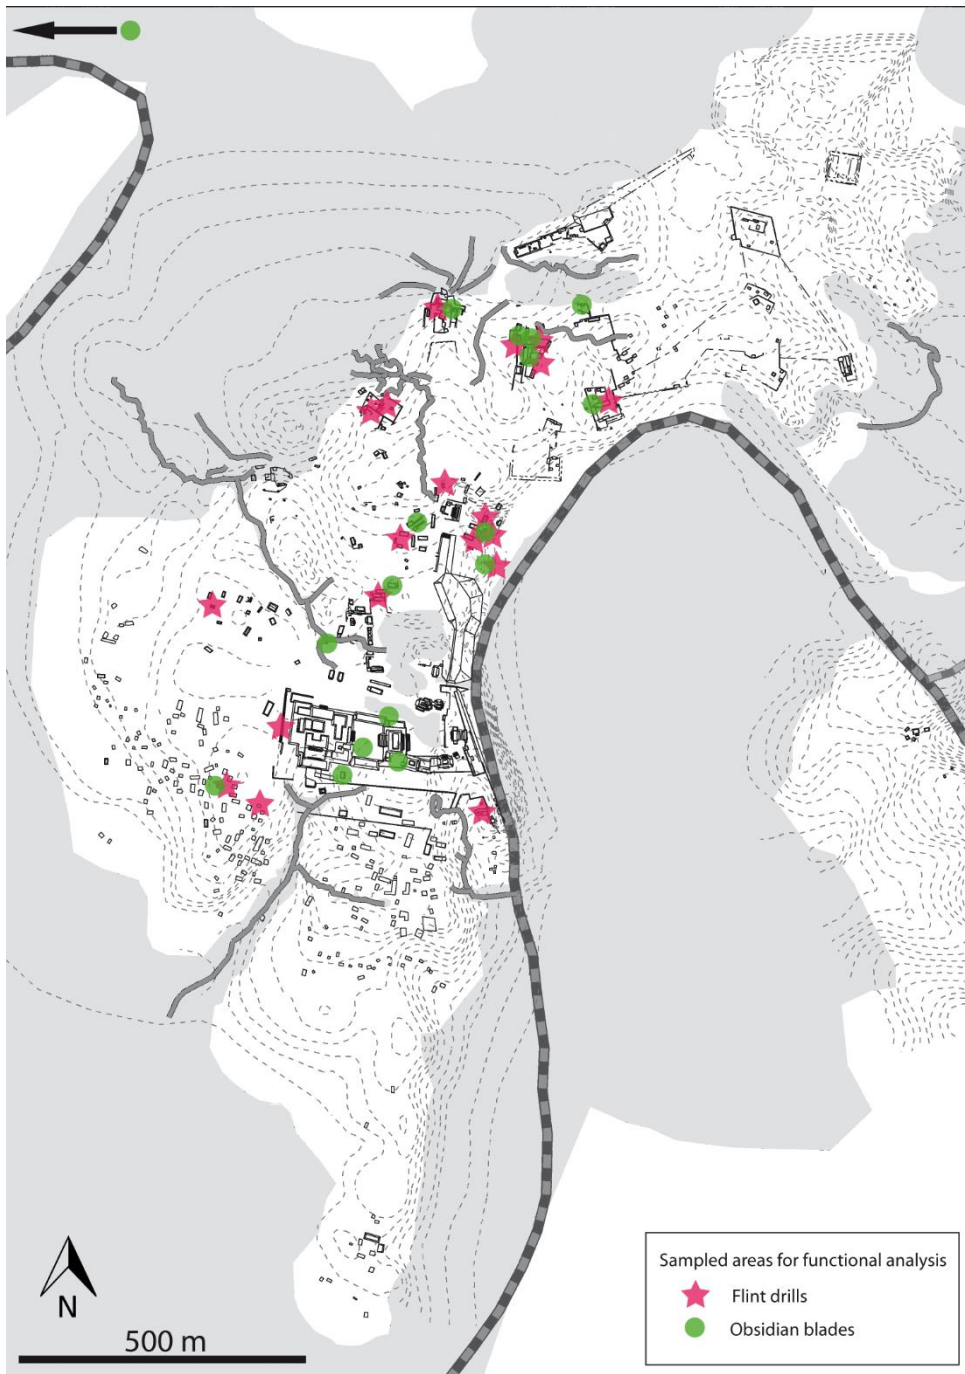 N
500 m
Sampled areas for functional analysis
Flint drills
Obsidian blades